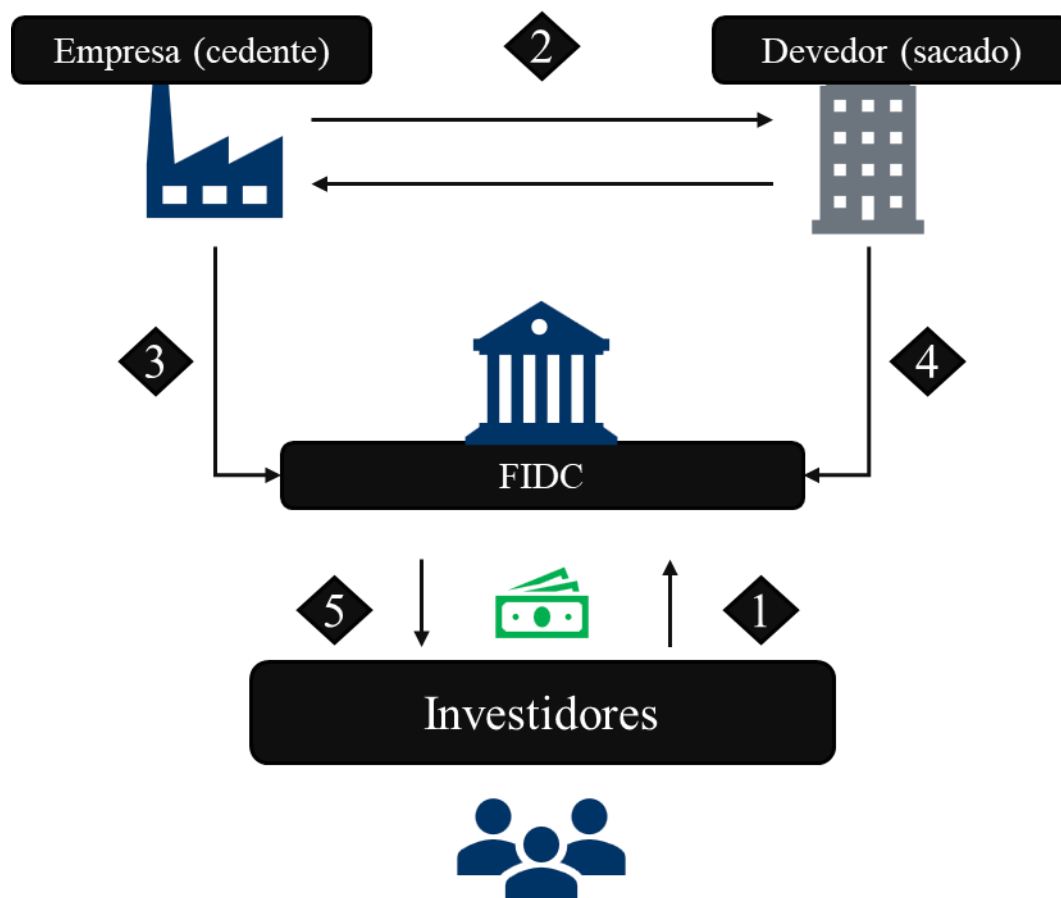 Empresa (cedente)
2
Devedor (sacado)
3
4
FIDC
5
1
Investidores